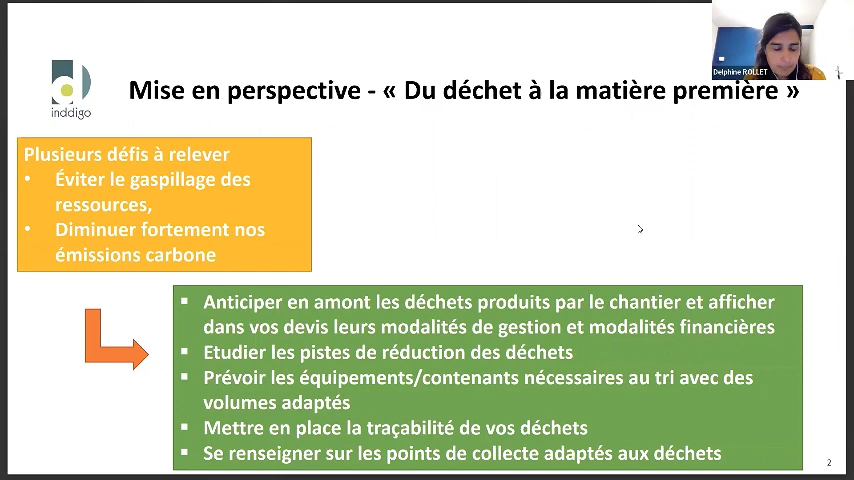 Delphine ROLLET
inddigo
Mise en perspective - « Du déchet à la matière première »
Plusieurs défis à relever
• Éviter le gaspillage des
ressources,
• Diminuer fortement nos
émissions carbone
▪ Anticiper en amont les déchets produits par le chantier et afficher
dans vos devis leurs modalités de gestion et modalités financières
▪ Etudier les pistes de réduction des déchets
▪ Prévoir les équipements/contenants nécessaires au tri avec des
volumes adaptés
▪ Mettre en place la traçabilité de vos déchets
▪ Se renseigner sur les points de collecte adaptés aux déchets
2